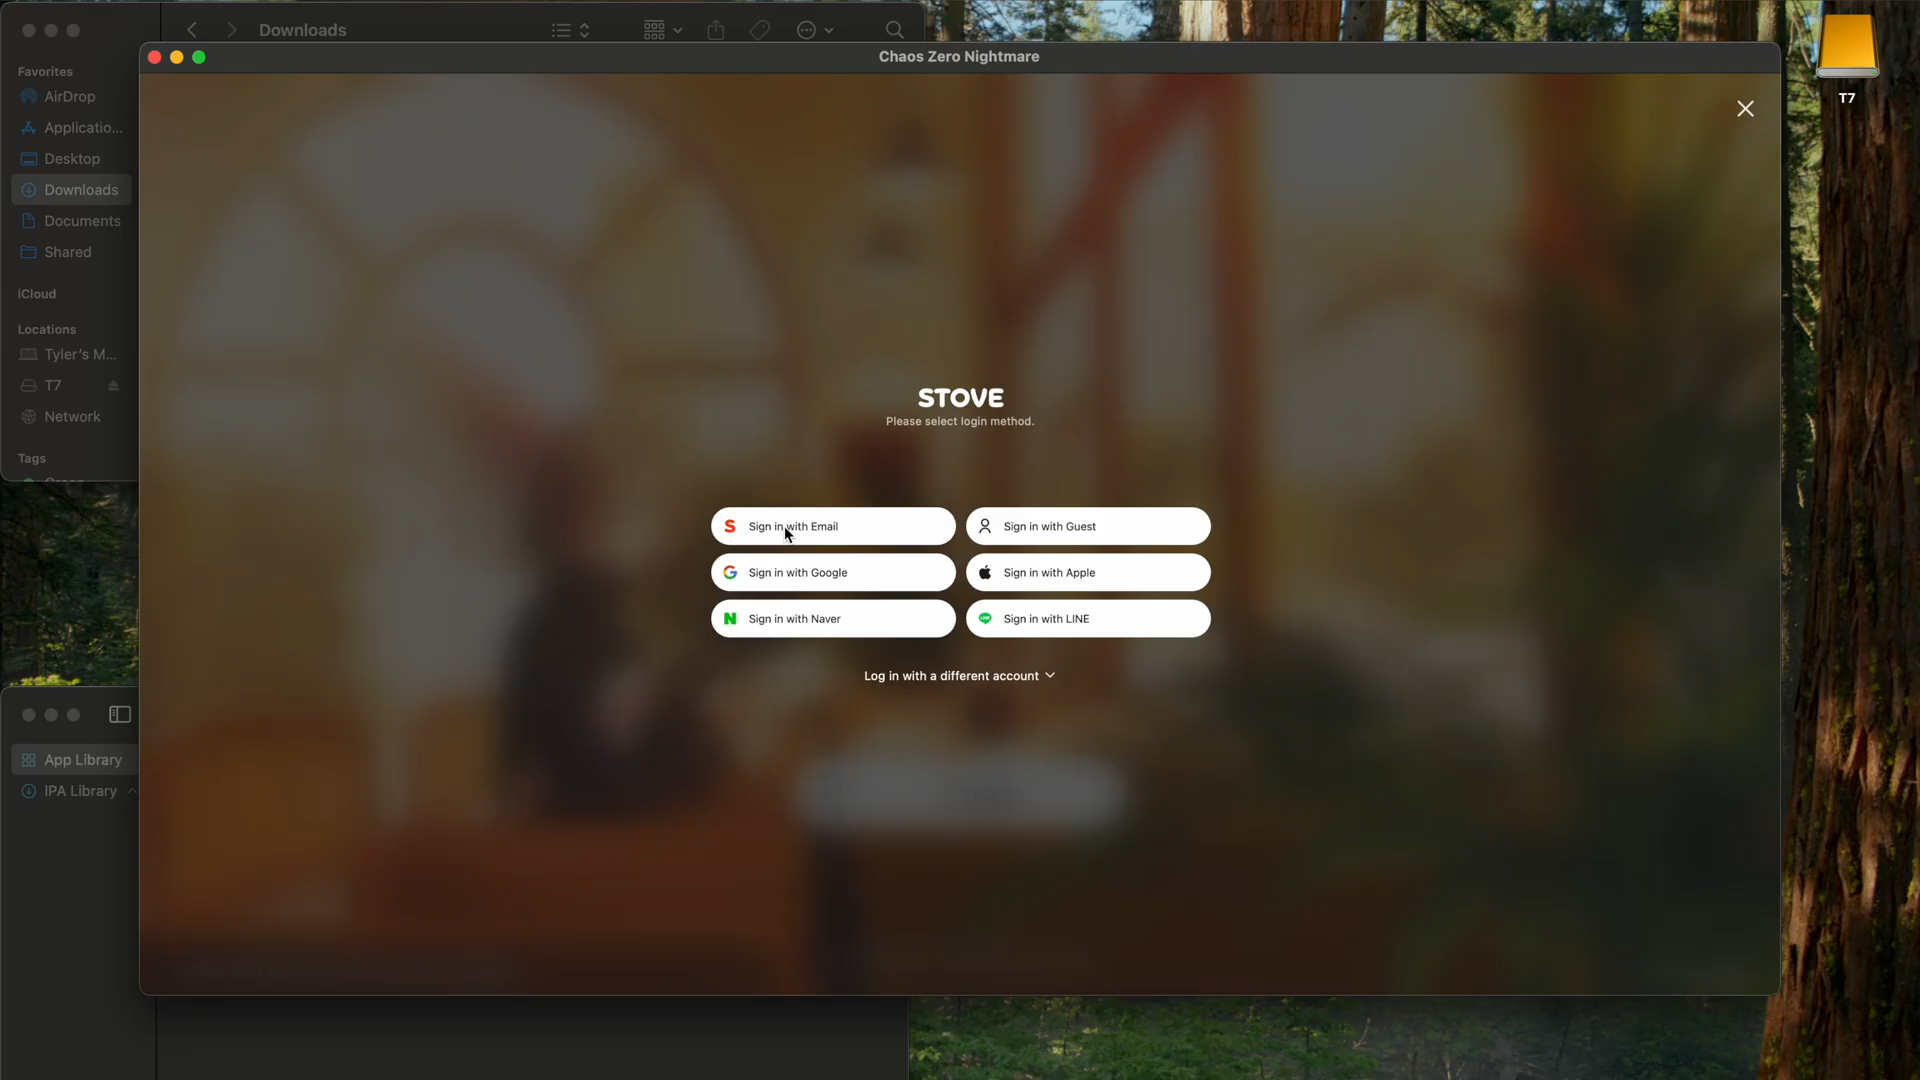 Downloads
Favorites
AirDrop
Applicatio...
Desktop
Downloads
Documents
Shared
iCloud
Locations
Tyler's M...
T7
Network
Tags
Chaos Zero Nightmare
T7
STOVE
Please select login method.
S Sign in with Email
Sign in with Guest
G Sign in with Google
Sign in with Apple
N Sign in with Naver
LINE Sign in with LINE
Log in with a different account
App Library
IPA Library